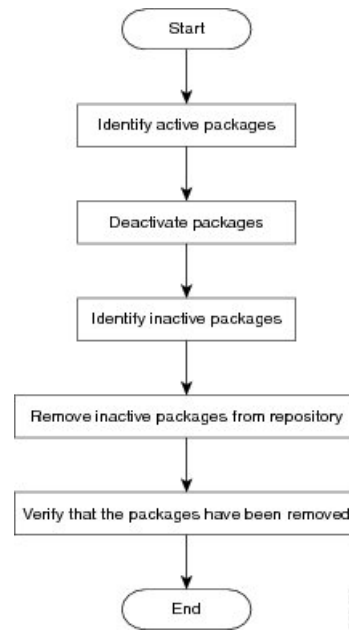 Start
Identify active packages
Deactivate packages
Identify inactive packages
Remove inactive packages from repository
Verify that the packages have been removed
End